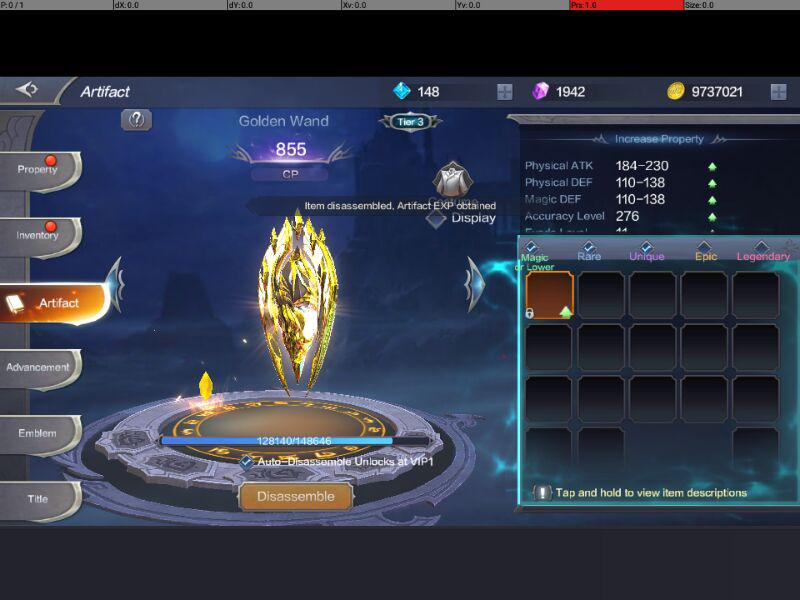 P: 0 / 1 dX: 0.0 dY: 0.0 Xv: 0.0 Yv: 0.0 Prs: 1.0 Size: 0.0
Artifact 148 1942 9737021
Golden Wand
Tier 3
855
CP
Increase Property
Physical ATK 184-230
Physical DEF 110-138
Magic DEF 110-138
Accuracy Level 276
Item disassembled, Artifact EXP obtained
Display
Property
Inventory
Artifact
Advancement
Emblem
Title
Magic or Lower
Rare
Unique
Epic
Legendary
128140/148646
Auto-Disassemble Unlocks at VIP1
Disassemble
Tap and hold to view item descriptions